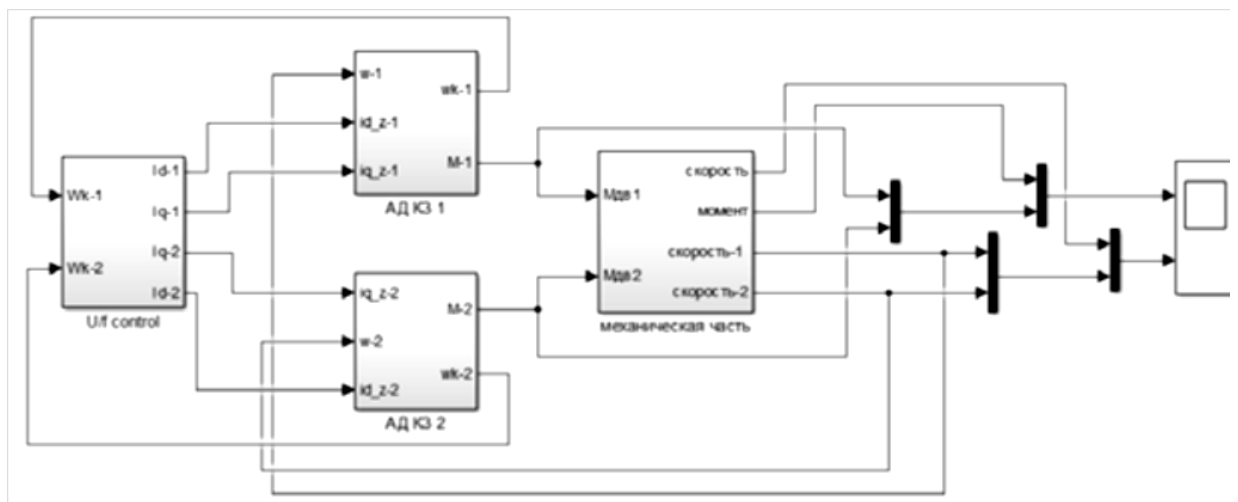 Wk-1
Wk-2
Id-1
Iq-1
Iq-2
Id-2
U/f control
w-1
id_z-1
iq_z-1
wk-1
M-1
АД КЗ 1
iq_z-2
w-2
id_z-2
M-2
wk-2
АД КЗ 2
Мдв1
Мдв2
скорость
момент
скорость-1
скорость-2
механическая часть